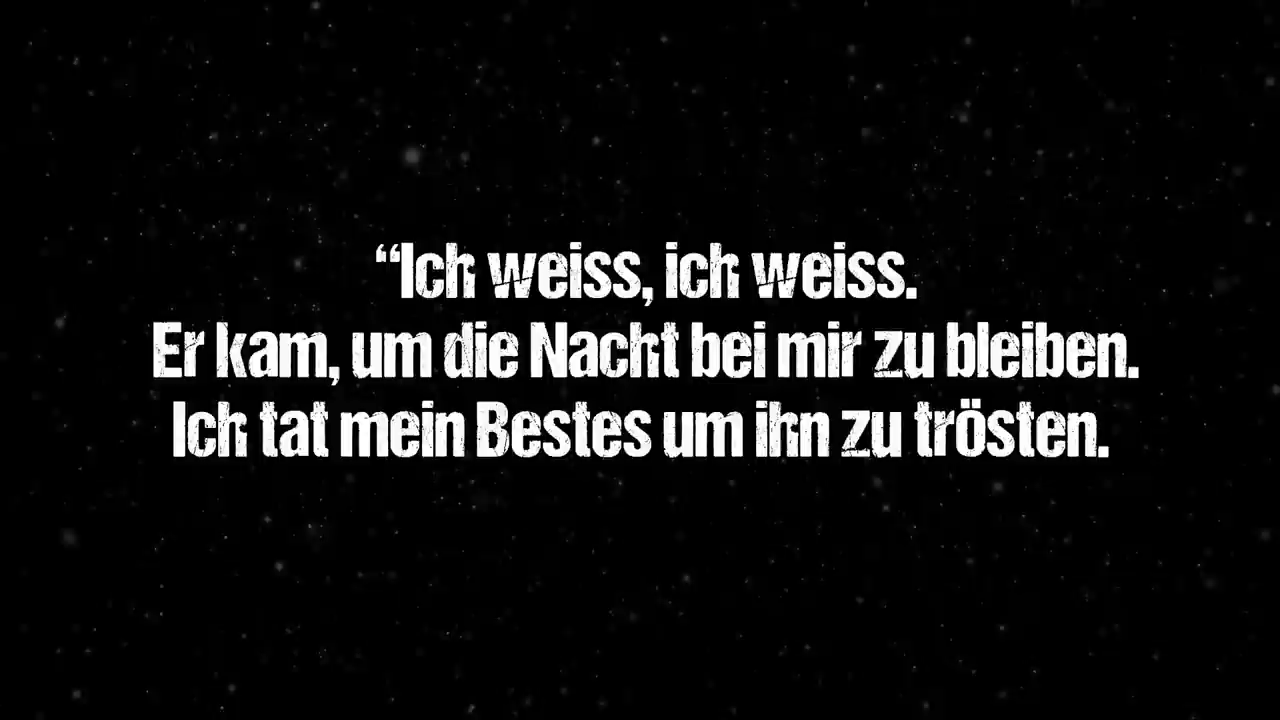 “Ich weiss, ich weiss.
Er kam, um die Nacht bei mir zu bleiben.
Ich tat mein Bestes um ihn zu trösten.